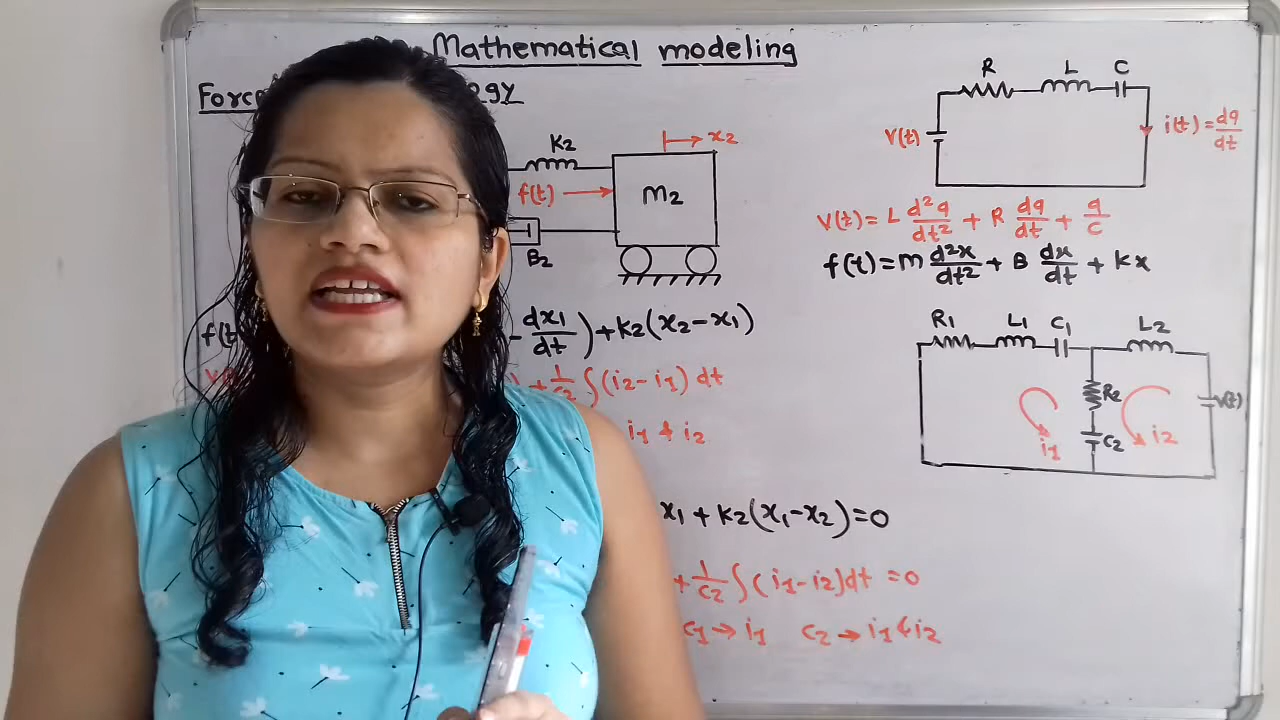 Mathematical modeling
Force
K2
x2
f(t)
M2
B2
- dx1/dt ) + K2(x2-x1)
+ 1/C2 ∫(i2-i1) dt
i1 & i2
x1 + K2(x1-x2)=0
+ 1/C2 ∫(i1-i2)dt =0
C1→i1 C2→i1&i2
R L C
V(t)
i(t)=dq/dt
V(t)= L d²q/dt² + R dq/dt + q/C
f(t)=M d²x/dt² + B dx/dt + Kx
R1 L1 C1 L2
R2
V(t)
C2
i1 i2